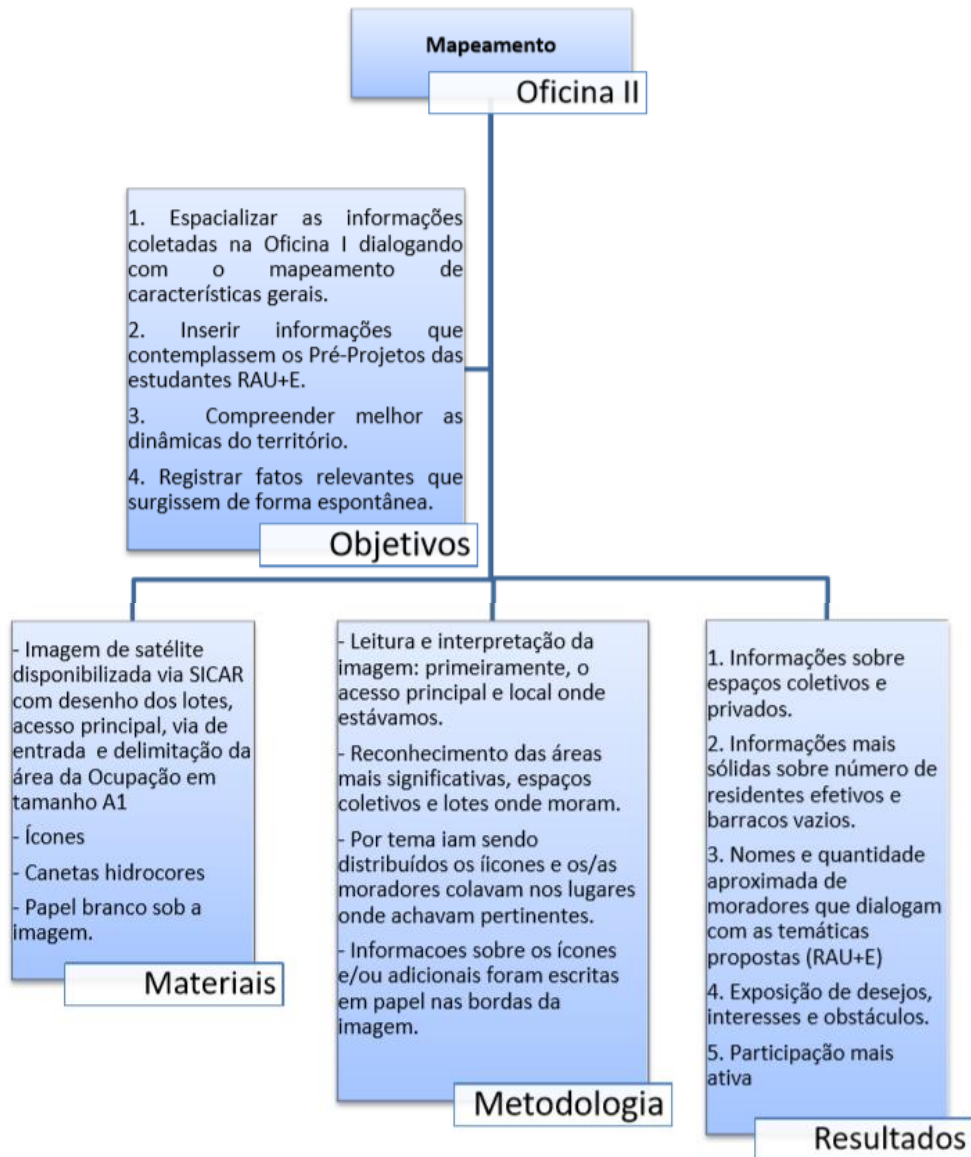 Mapeamento
Oficina II
1. Espacializar as informações
coletadas na Oficina I dialogando
com o mapeamento de
características gerais.
2. Inserir informações que
contemplassem os Pré-Projetos das
estudantes RAU+E.
3. Compreender melhor as
dinâmicas do território.
4. Registrar fatos relevantes que
surgissem de forma espontânea.
Objetivos
- Imagem de satélite
disponibilizada via SICAR
com desenho dos lotes,
acesso principal, via de
entrada e delimitação da
área da Ocupação em
tamanho A1
- Ícones
- Canetas hidrocores
- Papel branco sob a
imagem.
Materiais
- Leitura e interpretação da
imagem: primeiramente, o
acesso principal e local onde
estávamos.
- Reconhecimento das áreas
mais significativas, espaços
coletivos e lotes onde moram.
- Por tema iam sendo
distribuídos os íicones e os/as
moradores colavam nos lugares
onde achavam pertinentes.
- Informacoes sobre os ícones
e/ou adicionais foram escritas
em papel nas bordas da
imagem.
Metodologia
1. Informações sobre
espaços coletivos e
privados.
2. Informações mais
sólidas sobre número de
residentes efetivos e
barracos vazios.
3. Nomes e quantidade
aproximada de
moradores que dialogam
com as temáticas
propostas (RAU+E)
4. Exposição de desejos,
interesses e obstáculos.
5. Participação mais
ativa
Resultados